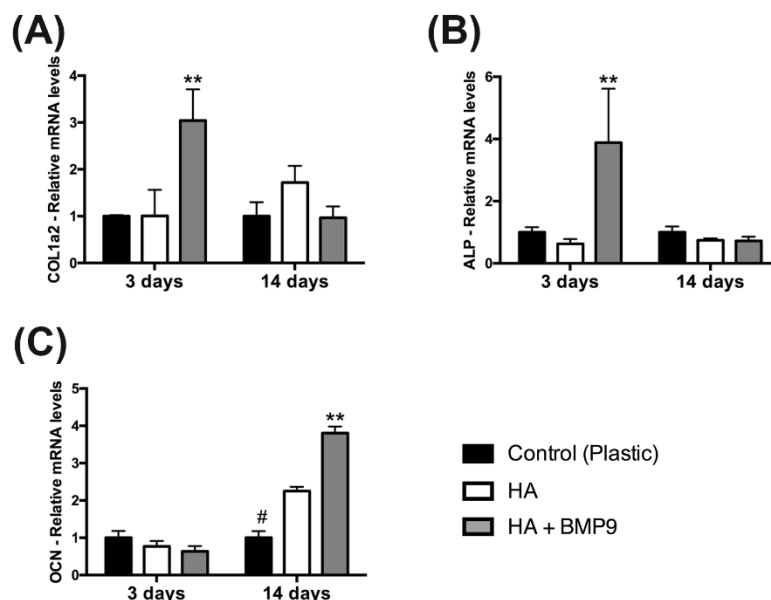 (A)
COL1a2 - Relative mRNA levels
4
3
2
1
0
**
3 days
14 days
(B)
ALP - Relative mRNA levels
6
4
2
0
**
3 days
14 days
(C)
OCN - Relative mRNA levels
5
4
3
2
1
0
#
**
3 days
14 days
Control (Plastic)
HA
HA + BMP9